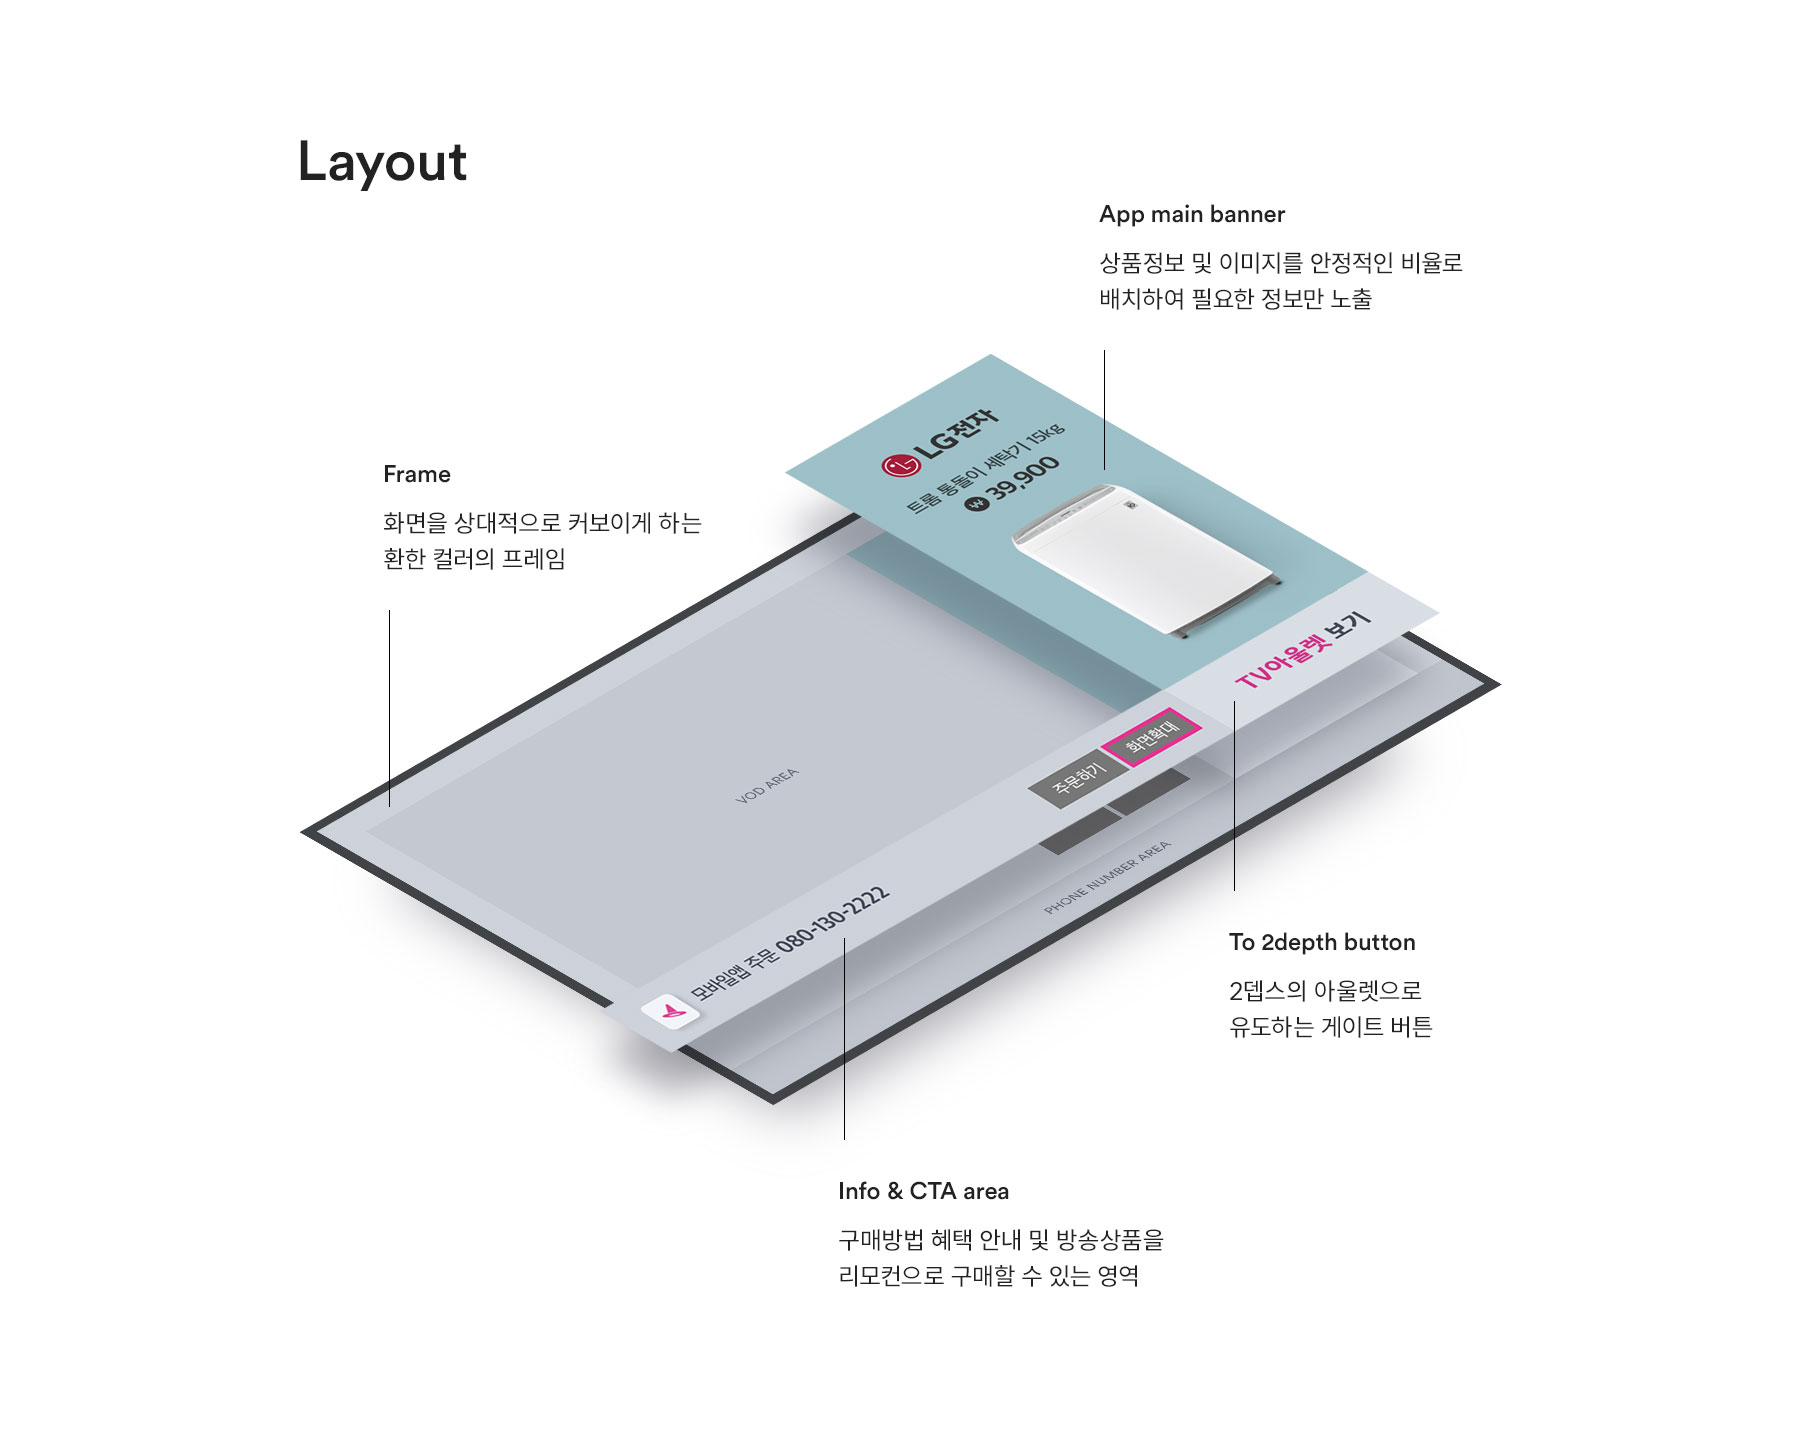 Layout
App main banner
상품정보 및 이미지를 안정적인 비율로
배치하여 필요한 정보만 노출
Frame
화면을 상대적으로 커보이게 하는
환한 컬러의 프레임
LG전자
트롬 통돌이 세탁기 15kg
₩ 39,900
TV아울렛 보기
화면확대
주문하기
VOD AREA
PHONE NUMBER AREA
모바일앱 주문 080-130-2222
To 2depth button
2뎁스의 아울렛으로
유도하는 게이트 버튼
Info & CTA area
구매방법 혜택 안내 및 방송상품을
리모컨으로 구매할 수 있는 영역